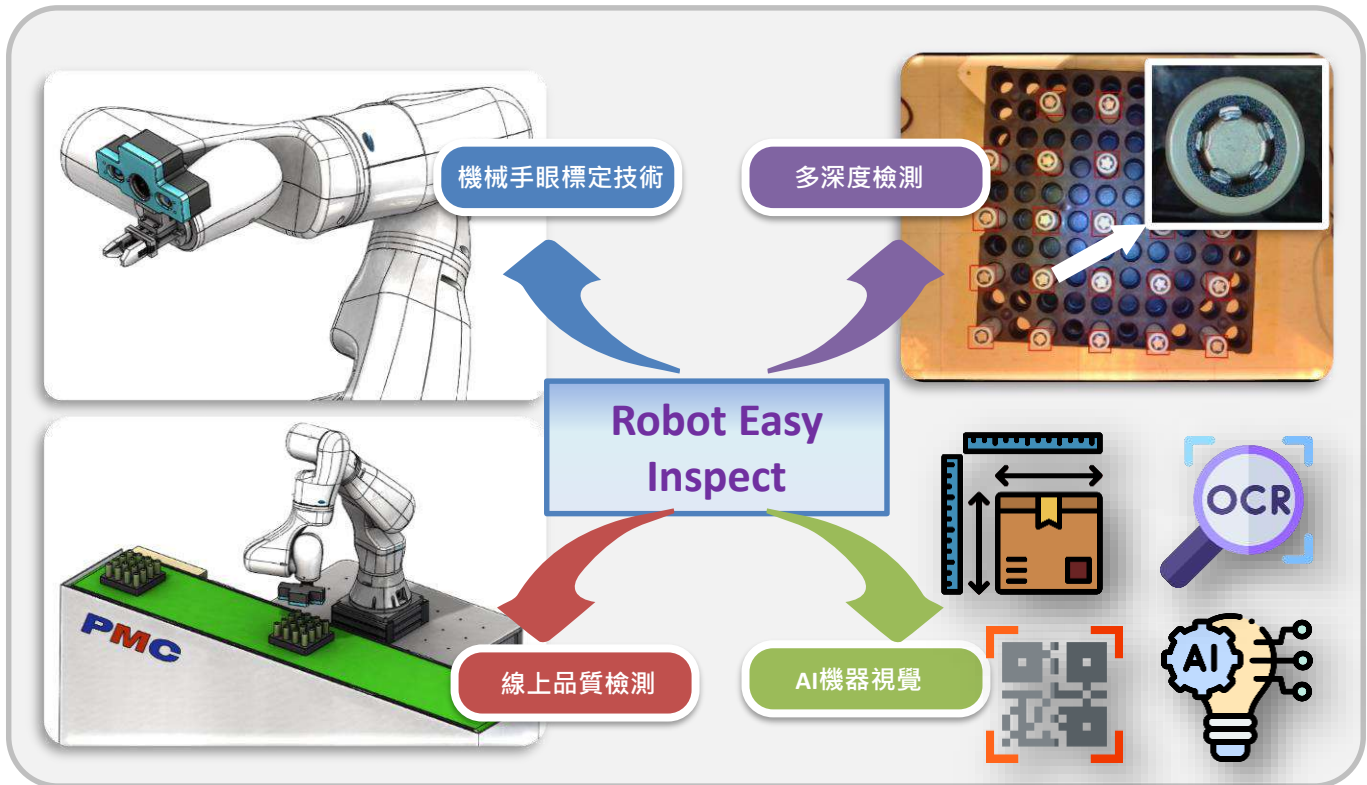 機械手眼標定技術
多深度檢測
Robot Easy
Inspect
OCR
PMC
線上品質檢測
AI機器視覺
AI